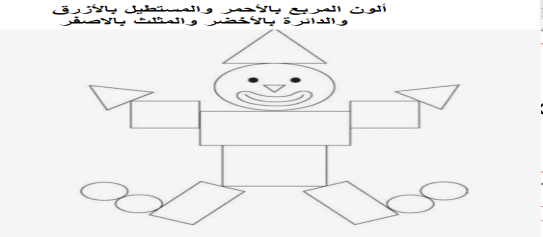 ألون المربع بالأحمر والمستطيل بالأزرق
والدائرة بالأخضر والمثلث بالاصفر